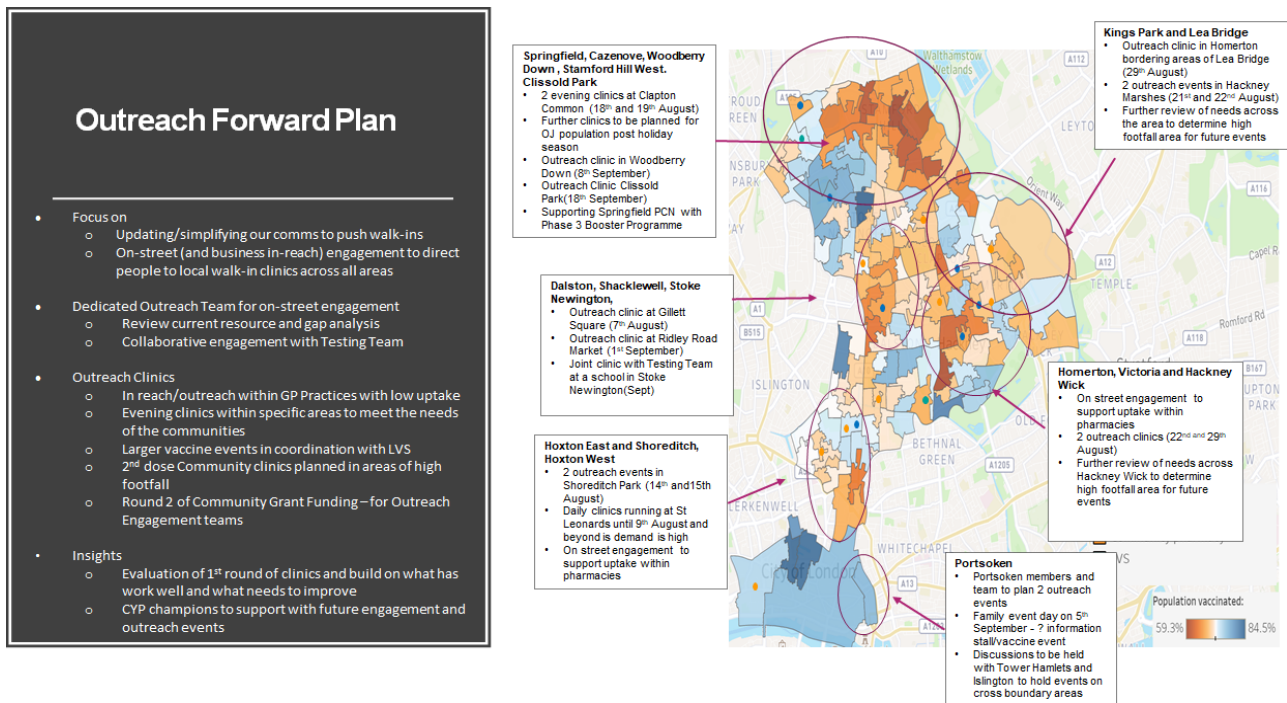 Outreach Forward Plan
• Focus on
o Updating/simplifying our comms to push walk-ins
o On-street (and business in-reach) engagement to direct
people to local walk-in clinics across all areas
• Dedicated Outreach Team for on-street engagement
o Review current resource and gap analysis
o Collaborative engagement with Testing Team
• Outreach Clinics
o In reach/outreach within GP Practices with low uptake
o Evening clinics within specific areas to meet the needs
of the communities
o Larger vaccine events in coordination with LVS
o 2nd dose Community clinics planned in areas of high
footfall
o Round 2 of Community Grant Funding – for Outreach
Engagement teams
• Insights
o Evaluation of 1st round of clinics and build on what has
work well and what needs to improve
o CYP champions to support with future engagement and
outreach events
Springfield, Cazenove, Woodberry
Down , Stamford Hill West.
Clissold Park
• 2 evening clinics at Clapton
Common (18th and 19th August)
• Further clinics to be planned for
OJ population post holiday
season
• Outreach clinic in Woodberry
Down (8th September)
• Outreach Clinic Clissold
Park(18th September)
• Supporting Springfield PCN with
Phase 3 Booster Programme
Dalston, Shacklewell, Stoke
Newington,
• Outreach clinic at Gillett
Square (7th August)
• Outreach clinic at Ridley Road
Market (1st September)
• Joint clinic with Testing Team
at a school in Stoke
Newington(Sept)
Hoxton East and Shoreditch,
Hoxton West
• 2 outreach events in
Shoreditch Park (14th and15th
August)
• Daily clinics running at St
Leonards until 9th August and
beyond is demand is high
• On street engagement to
support uptake within
pharmacies
Kings Park and Lea Bridge
• Outreach clinic in Homerton
bordering areas of Lea Bridge
(29th August)
• 2 outreach events in Hackney
Marshes (21st and 22nd August)
• Further review of needs across
the area to determine high
footfall area for future events
Homerton, Victoria and Hackney
Wick
• On street engagement to
support uptake within
pharmacies
• 2 outreach clinics (22nd and 29th
August)
• Further review of needs across
Hackney Wick to determine
high footfall area for future
events
Portsoken
• Portsoken members and
team to plan 2 outreach
events
• Family event day on 5th
September - ? information
stall/vaccine event
• Discussions to be held
with Tower Hamlets and
Islington to hold events on
cross boundary areas
A10
Walthamstow
Wetlands
A112
ROUD
GREEN
LEYTO
NSBURY
PARK
Orient Way
A116
WAY
A12
Capel R
TEMPLE
A1
B515
Romford Rd
A118
B167
ISLINGTON
UPTON
PARK
OLD
BETHNAL
GREEN
A1205
LERKENWELL
WHITECHAPEL
City of London
A13
VS
Population vaccinated:
59.3% 84.5%